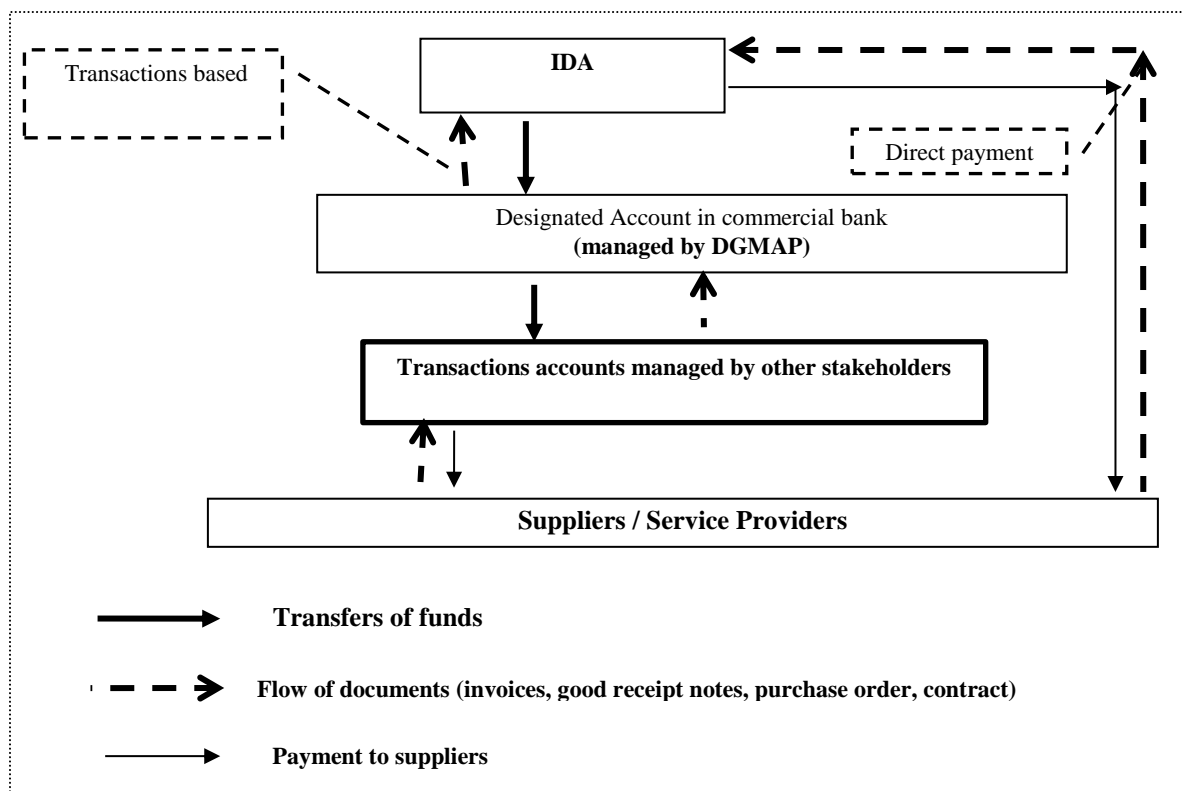 Transactions based
IDA
Direct payment
Designated Account in commercial bank
(managed by DGMAP)
Transactions accounts managed by other stakeholders
Suppliers / Service Providers
Transfers of funds
Flow of documents (invoices, good receipt notes, purchase order, contract)
Payment to suppliers